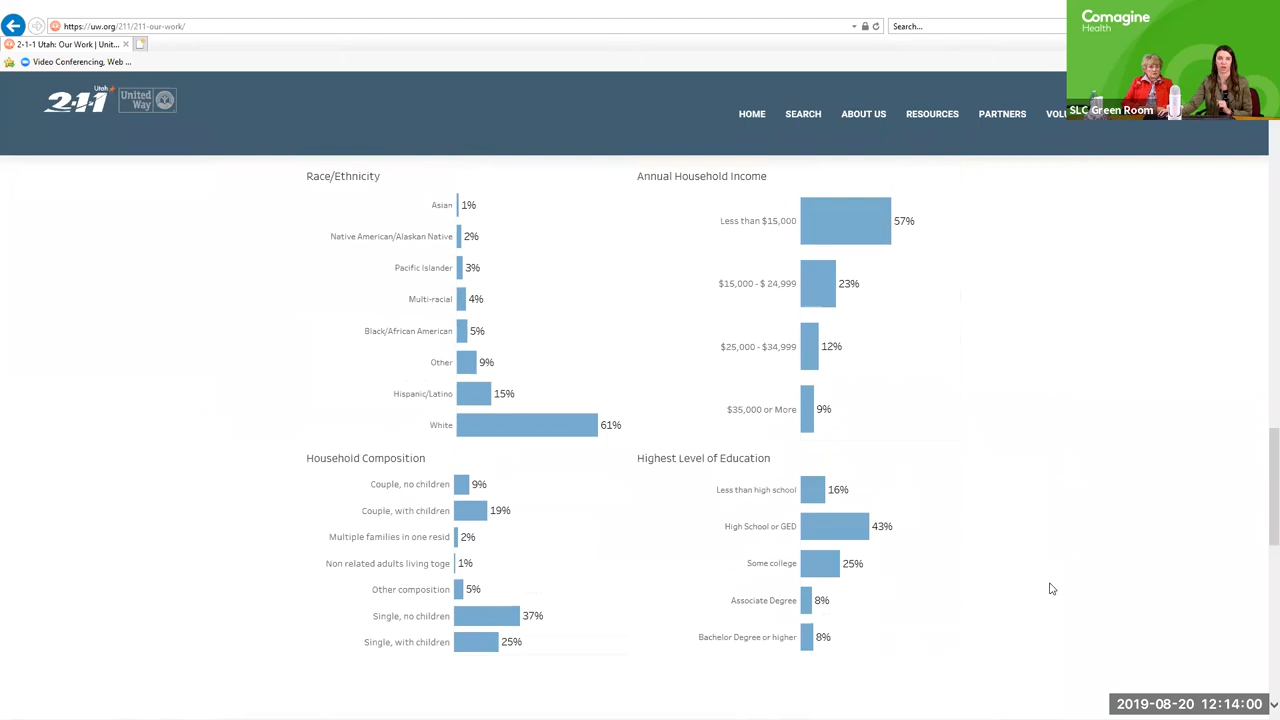 https://uw.org/211/211-our-work/
Search...
2-1-1 Utah: Our Work | Unit...
Video Conferencing, Web ...
Comagine
Health
SLC Green Room
Utah
2-1-1
United
Way
HOME SEARCH ABOUT US RESOURCES PARTNERS VOLU
Race/Ethnicity
Asian 1%
Native American/Alaskan Native 2%
Pacific Islander 3%
Multi-racial 4%
Black/African American 5%
Other 9%
Hispanic/Latino 15%
White 61%
Annual Household Income
Less than $15,000 57%
$15,000 - $ 24,999 23%
$25,000 - $34,999 12%
$35,000 or More 9%
Household Composition
Couple, no children 9%
Couple, with children 19%
Multiple families in one resid 2%
Non related adults living toge 1%
Other composition 5%
Single, no children 37%
Single, with children 25%
Highest Level of Education
Less than high school 16%
High School or GED 43%
Some college 25%
Associate Degree 8%
Bachelor Degree or higher 8%
2019-08-20 12:14:00